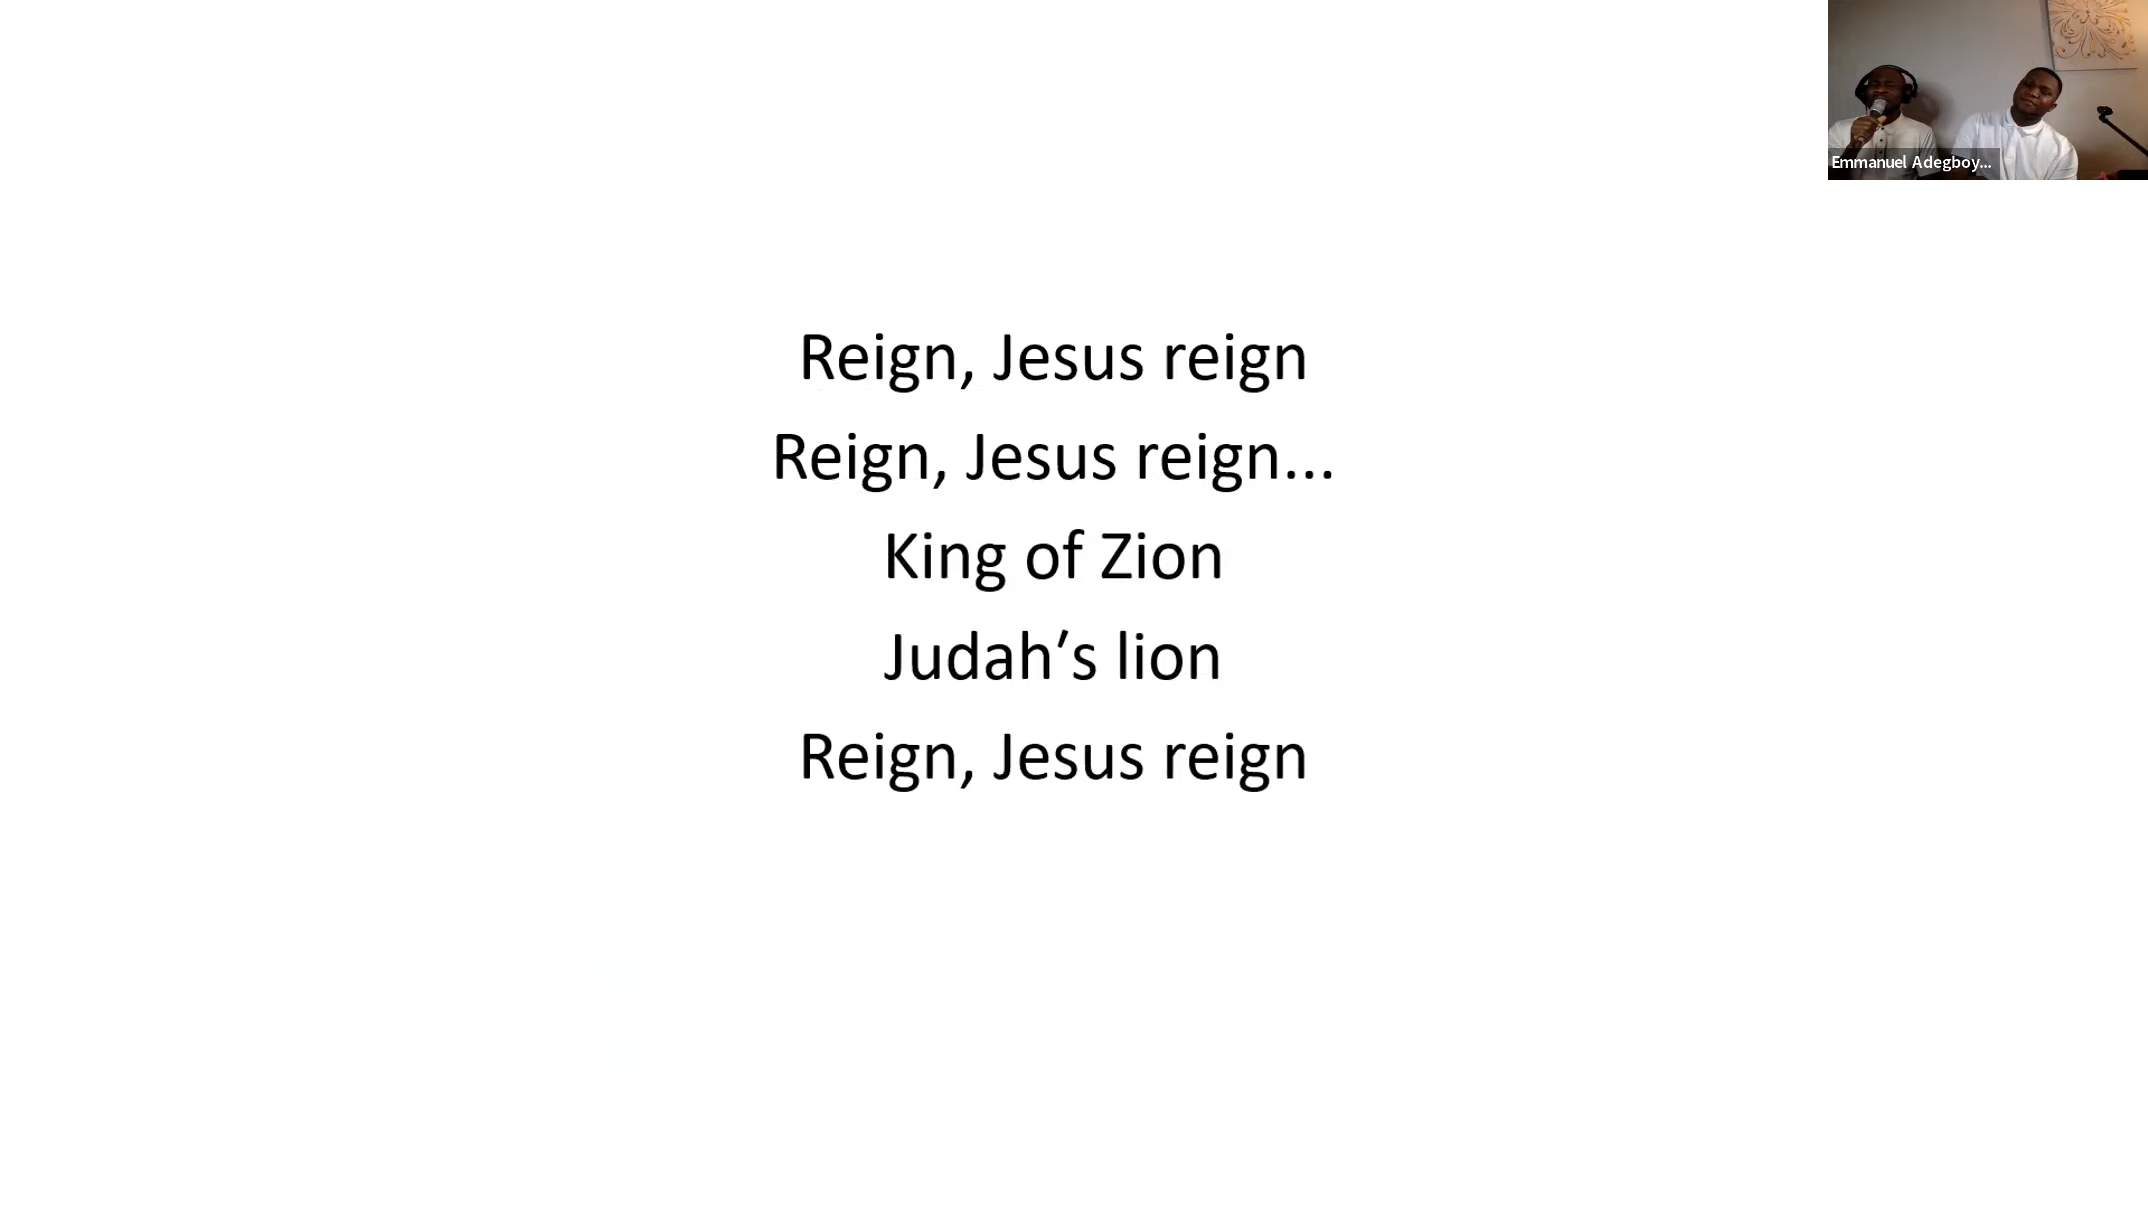 Reign, Jesus reign
Reign, Jesus reign...
King of Zion
Judah's lion
Reign, Jesus reign
Emmanuel Adegboy...